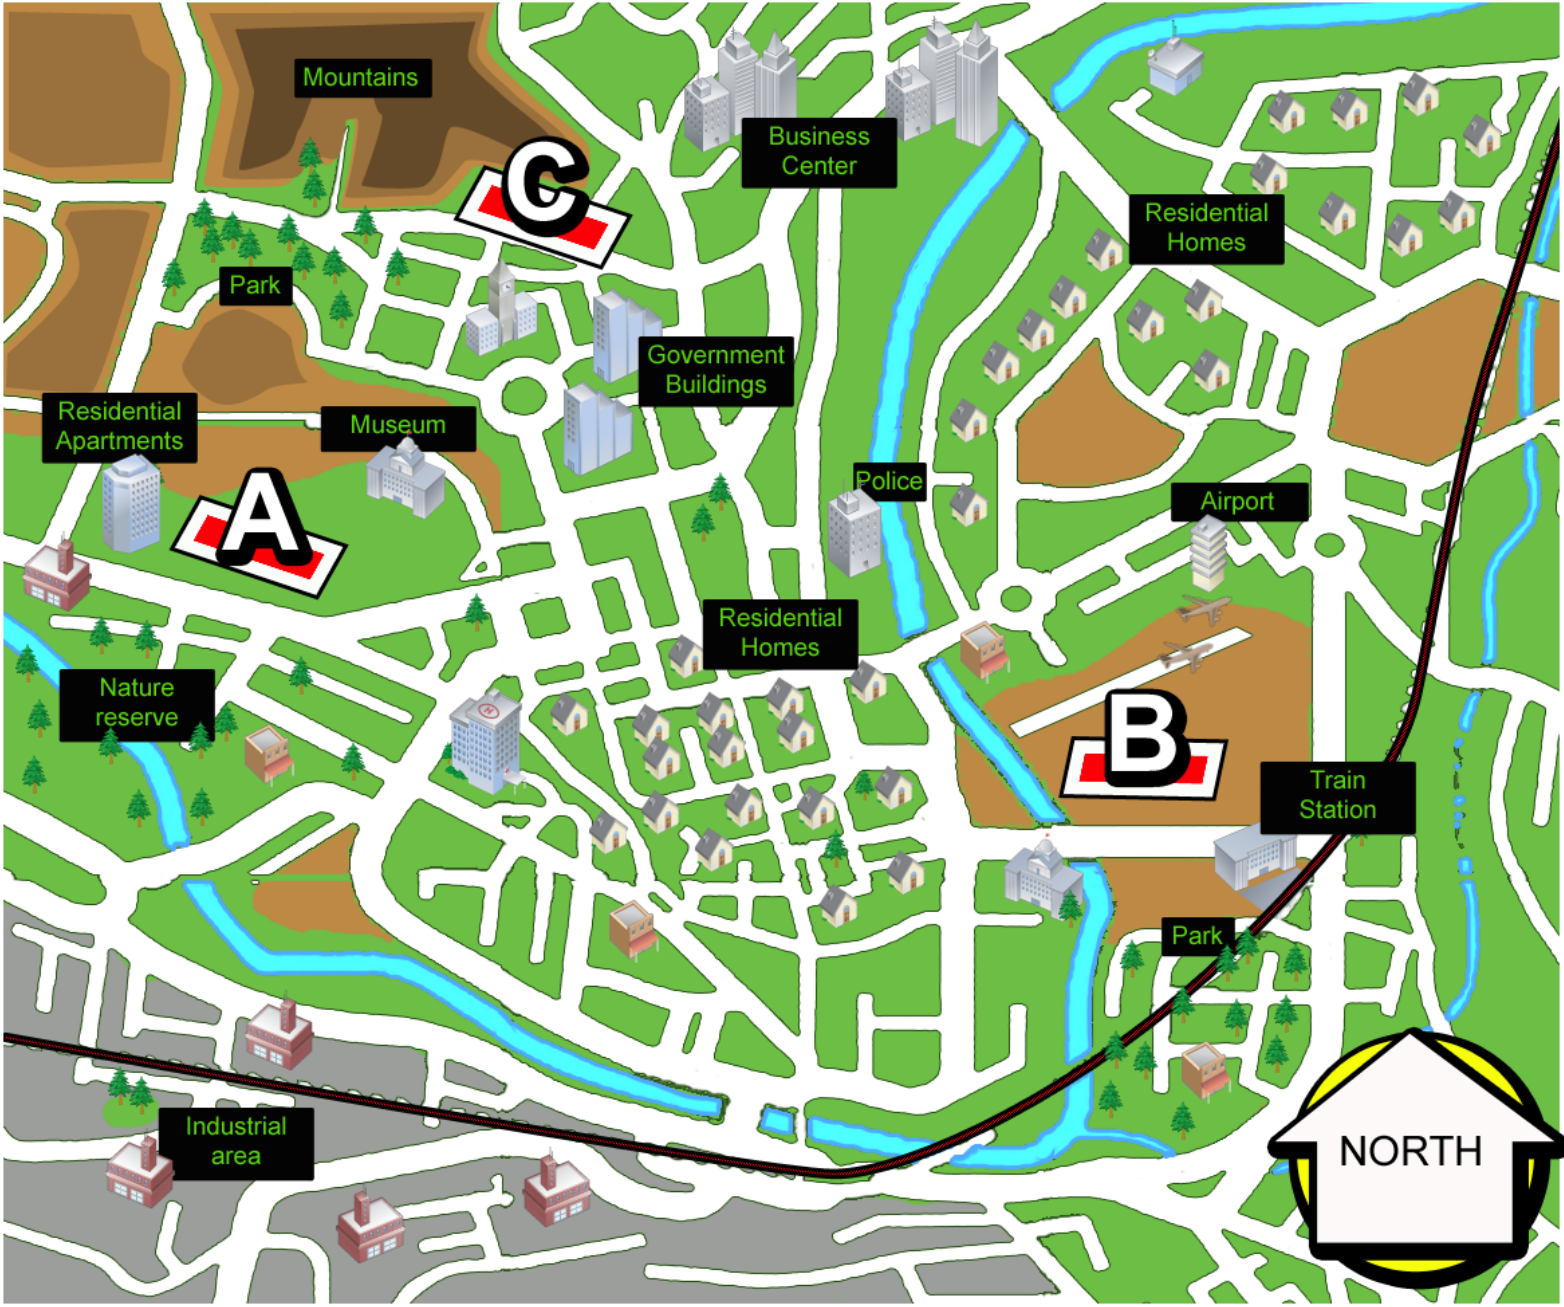 Mountains
C
Business
Center
Residential
Homes
Park
Government
Buildings
Residential
Apartments
Museum
A
Police
Airport
Residential
Homes
Nature
reserve
H
B
Train
Station
Park
Industrial
area
NORTH